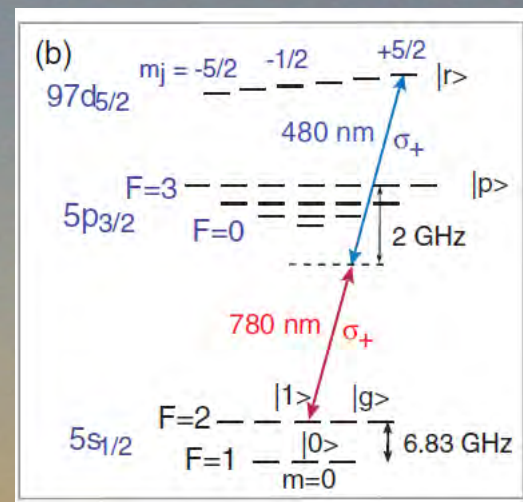 (b)
mj = -5/2 -1/2 +5/2
97d5/2 |r>
480 nm σ+
F=3 |p>
5p3/2
F=0 2 GHz
780 nm σ+
|1> |g>
F=2
5s1/2 |0> 6.83 GHz
F=1
m=0